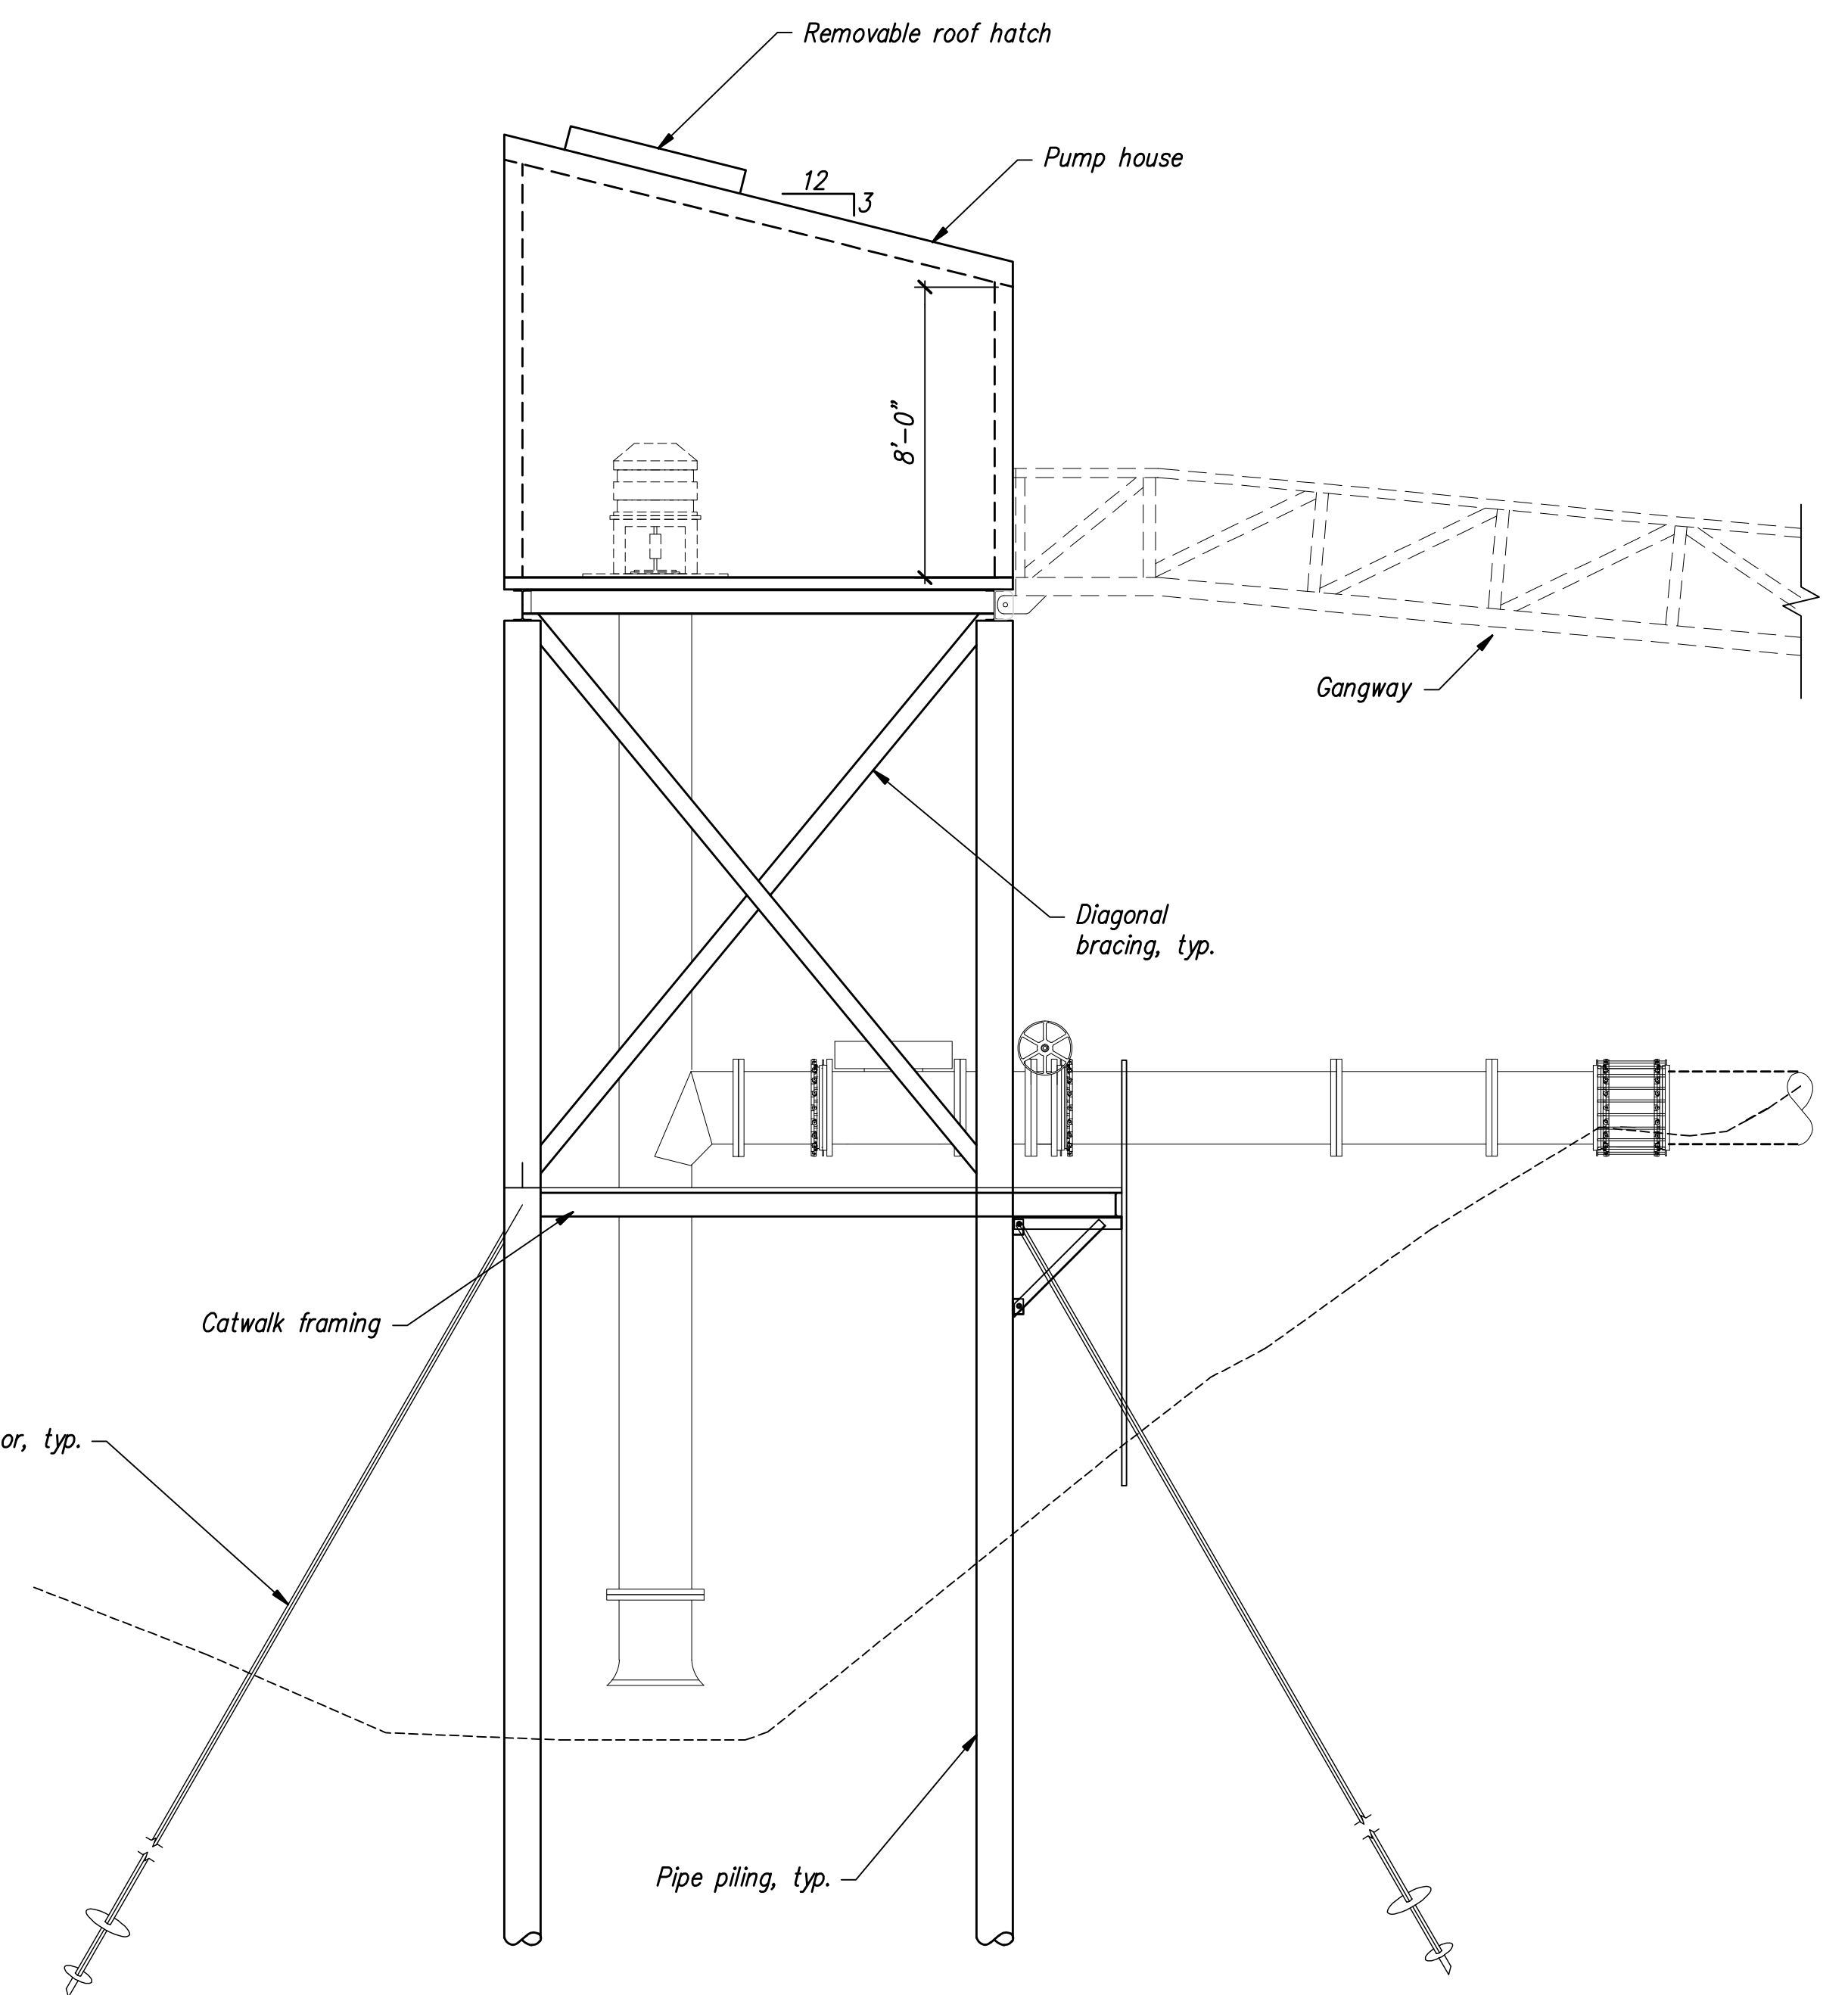 Removable roof hatch
Pump house
12
3
8'-0"
Gangway
Diagonal
bracing, typ.
Catwalk framing
or, typ.
Pipe piling, typ.